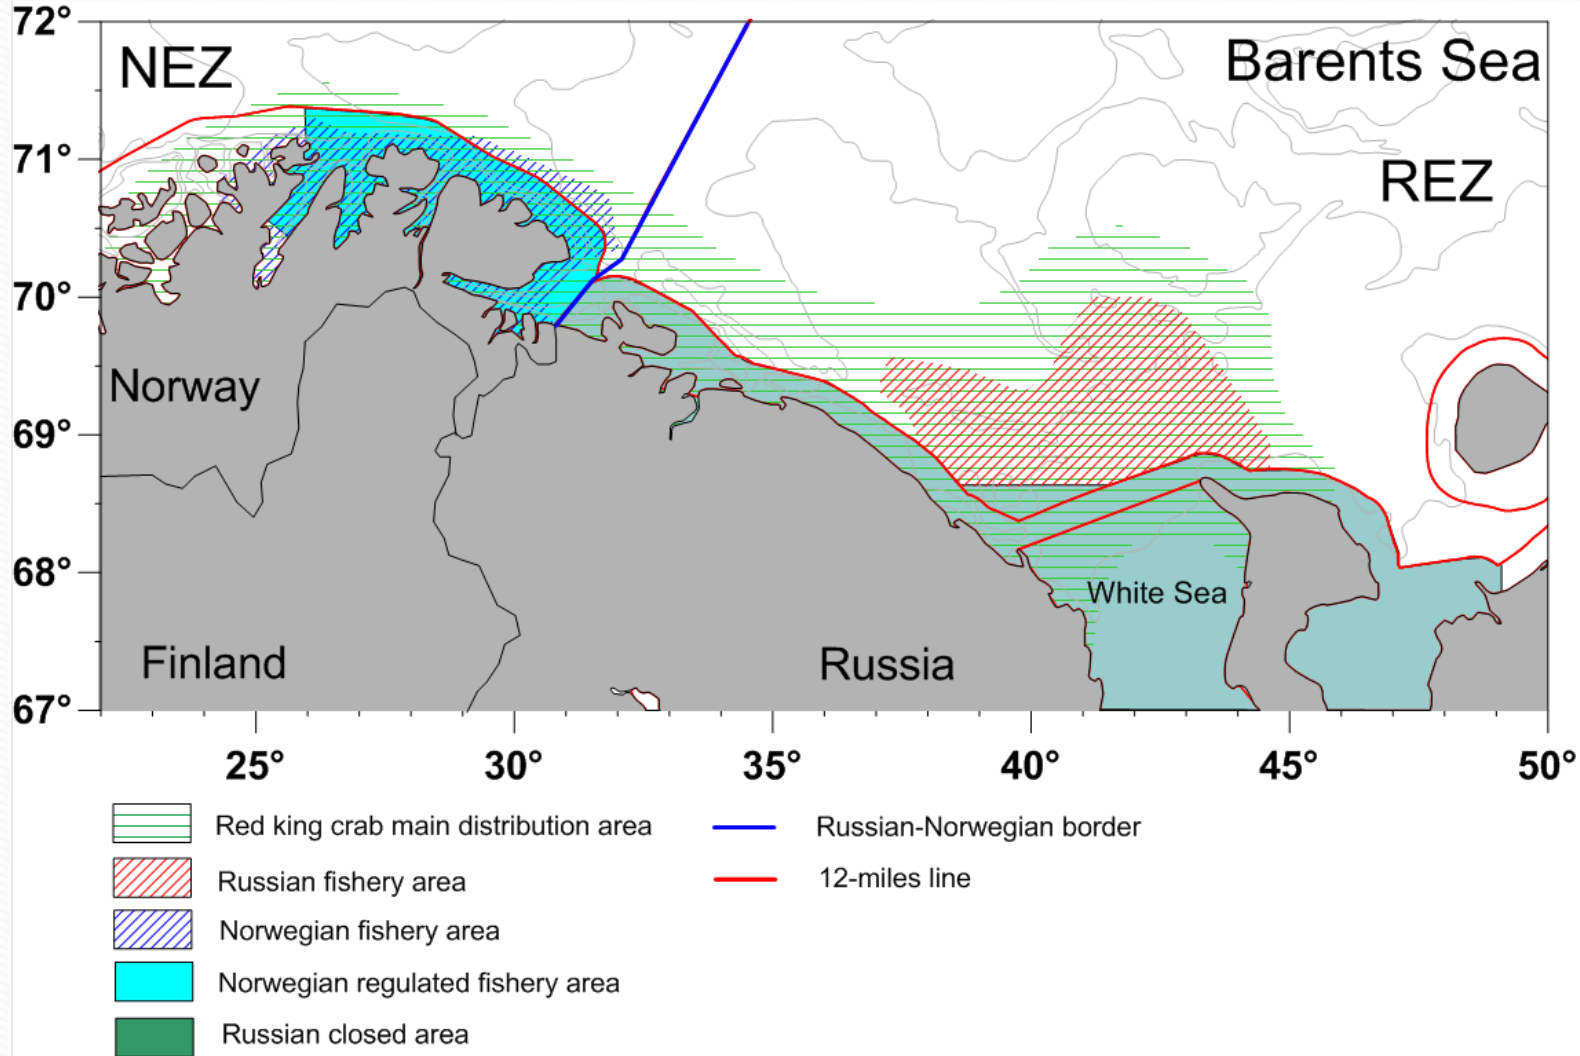 72°
NEZ
Barents Sea
71°
REZ
70°
Norway
69°
68°
White Sea
Finland
Russia
67°
25°
30°
35°
40°
45°
50°
Red king crab main distribution area
Russian-Norwegian border
Russian fishery area
12-miles line
Norwegian fishery area
Norwegian regulated fishery area
Russian closed area